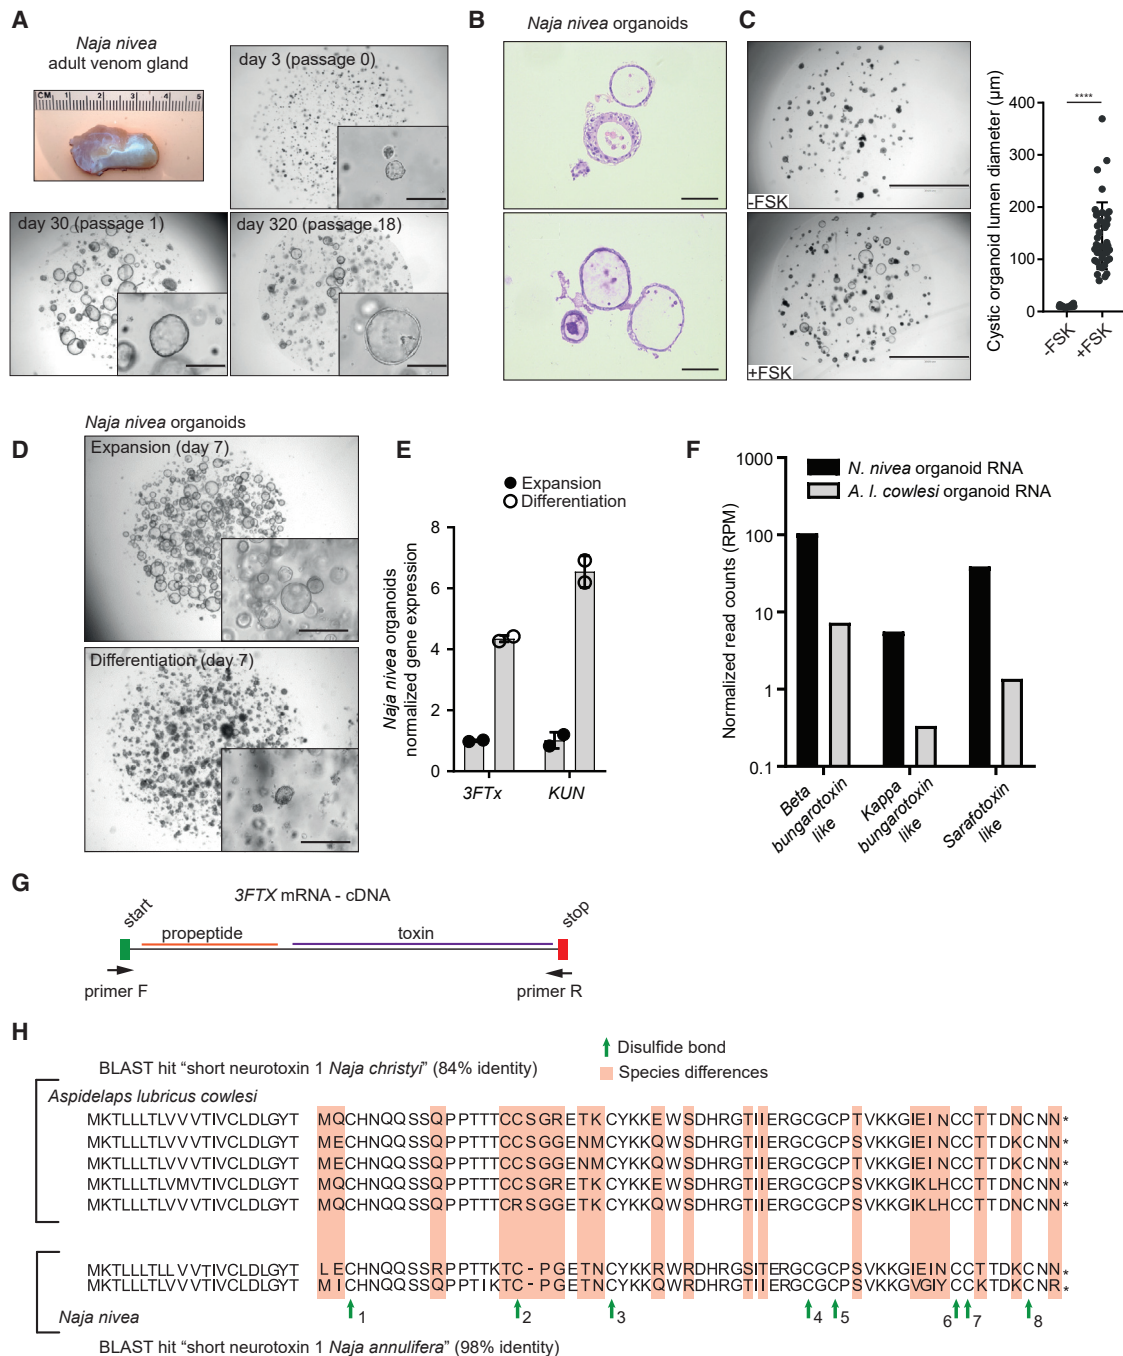 A
Naja nivea
adult venom gland
CM 1 2 3 4 5
day 3 (passage 0)
day 30 (passage 1)
day 320 (passage 18)
B
Naja nivea organoids
C
-FSK
+FSK
Cystic organoid lumen diameter (µm)
****
400
300
200
100
0
-FSK
+FSK
D
Naja nivea organoids
Expansion (day 7)
Differentiation (day 7)
E
Expansion
Differentiation
Naja nivea organoids
normalized gene expression
8
6
4
2
0
3FTx
KUN
F
N. nivea organoid RNA
A. l. cowlesi organoid RNA
Normalized read counts (RPM)
1000
100
10
1
0.1
Beta
bungarotoxin
like
Kappa
bungarotoxin
like
Sarafotoxin
like
G
3FTX mRNA - cDNA
start
propeptide
toxin
stop
primer F
primer R
H
BLAST hit “short neurotoxin 1 Naja christyi” (84% identity)
Disulfide bond
Species differences
Aspidelaps lubricus cowlesi
MKTLLLTLVVVTIVCLDLGYT MQCHNQQSSQPPTTTCCSGRETKCYKKEWSDHRGTIIERGCGCPTVKKGIEINCCTTDNCNN*
MKTLLLTLVVVTIVCLDLGYT MECHNQQSSQPPTTTCCSGGENMCYKKQWSDHRGTIIERGCGCPSVKKGIEINCCTTDKCNN*
MKTLLLTLVVVTIVCLDLGYT MECHNQQSSQPPTTTCCSGGENMCYKKQWSDHRGTIIERGCGCPSVKKGIEINCCTTDKCNN*
MKTLLLTLVMVTIVCLDLGYT MQCHNQQSSQPPTTTCCSGRETKCYKKEWSDHRGTIIERGCGCPSVKKGIKLHCCTTDKCNN*
MKTLLLTLVVVTIVCLDLGYT MQCHNQQSSQPPTTTCRSGGETKCYKKQWSDHRGTIIERGCGCPSVKKGIKLHCCTTDKCNN*
MKTLLLTLLVVTIVCLDLGYT LECHNQQSSRPPTTKTC-PGETNCYKKRWRDHRGSITERGCGCPSVKKGIEINCCTTDKCNN*
MKTLLLTLVVVTIVCLDLGYT MICHNQQSSQPPTIKTC-PGETNCYKKQWRDHRGTIIERGCGCPSVKKGVGIYCCKTDKCNR*
1 2 3 4 5 6 7 8
Naja nivea
BLAST hit “short neurotoxin 1 Naja annulifera” (98% identity)